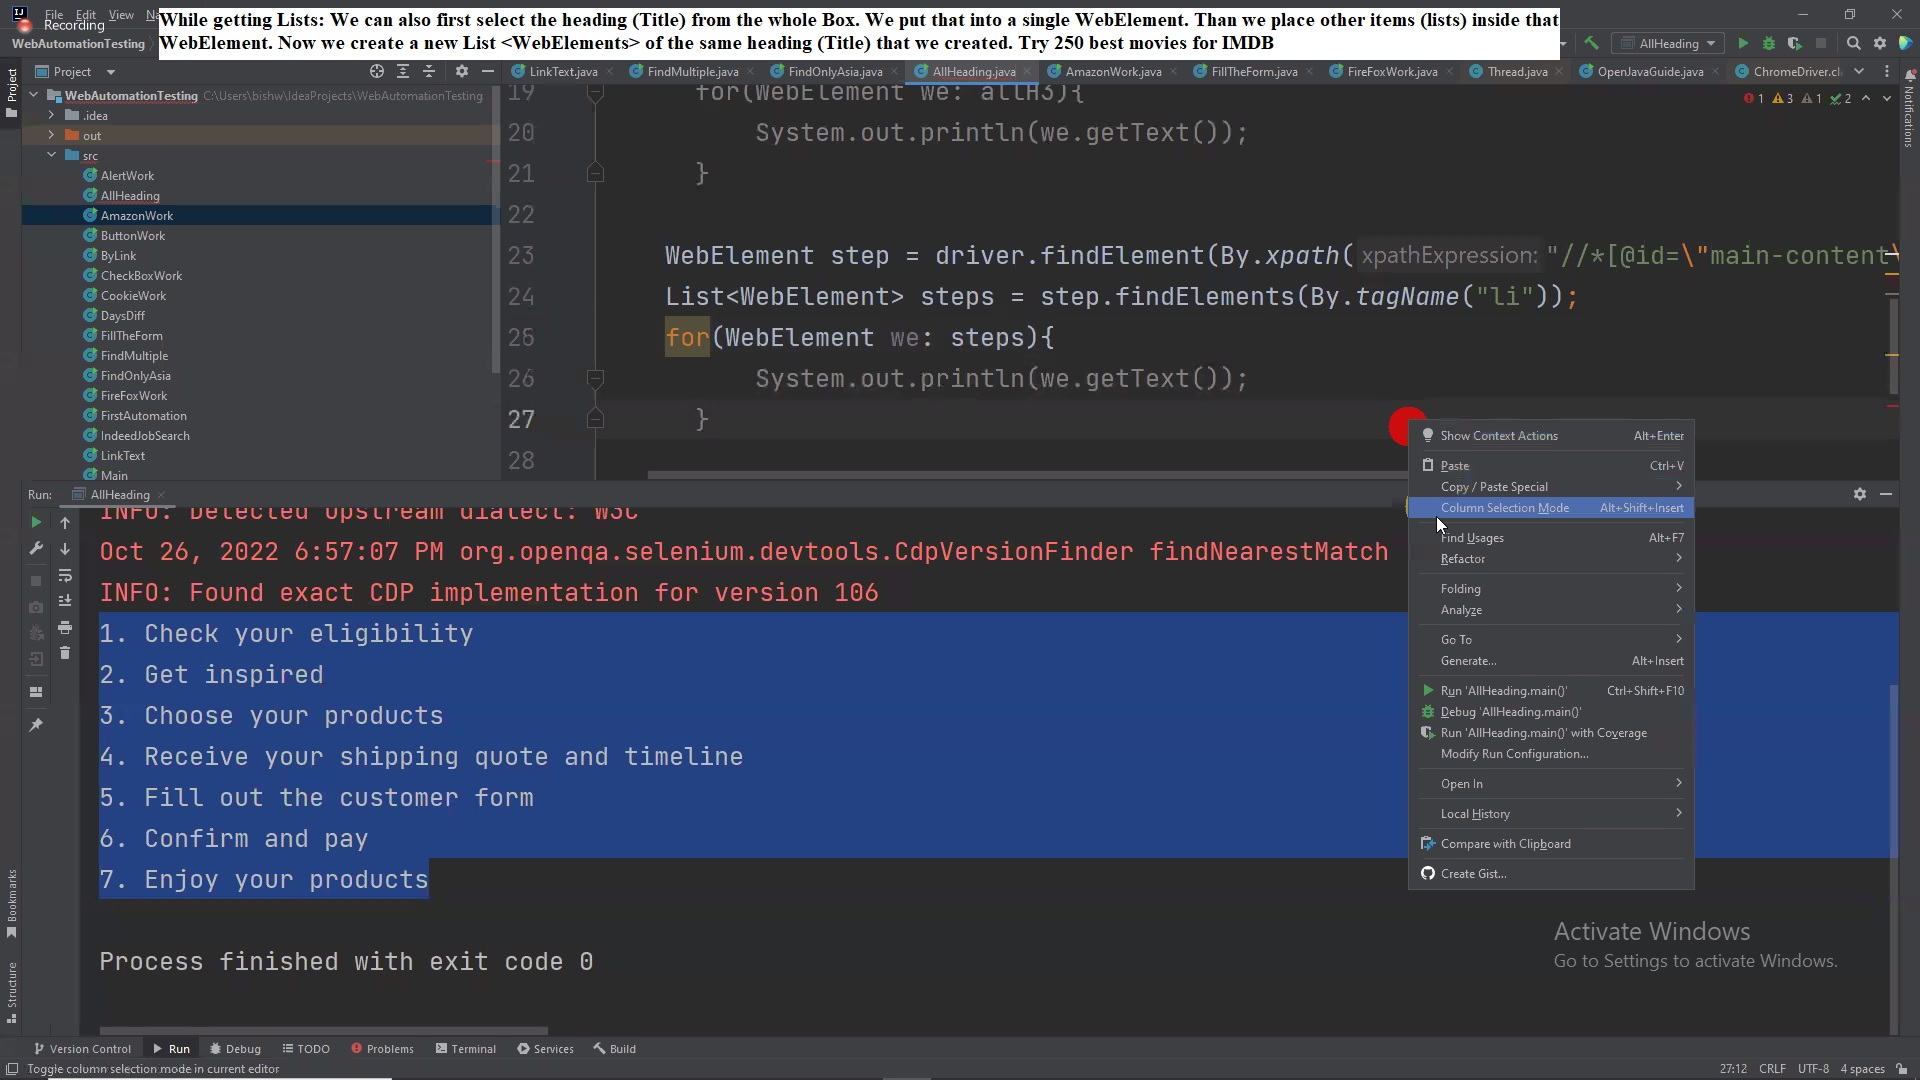 File Edit View
Recording
While getting Lists: We can also first select the heading (Title) from the whole Box. We put that into a single WebElement. Than we place other items (lists) inside that
WebElement. Now we create a new List <WebElements> of the same heading (Title) that we created. Try 250 best movies for IMDB
WebAutomationTesting
AllHeading
Project
LinkText.java
FindMultiple.java
FindOnlyAsia.java
AllHeading.java
AmazonWork.java
FillTheForm.java
FireFoxWork.java
Thread.java
OpenJavaGuide.java
ChromeDriver.cl
Project
Notifications
WebAutomationTesting C:\Users\bishw\IdeaProjects\WebAutomationTesting
.idea
out
src
AlertWork
AllHeading
AmazonWork
ButtonWork
ByLink
CheckBoxWork
CookieWork
DaysDiff
FillTheForm
FindMultiple
FindOnlyAsia
FireFoxWork
FirstAutomation
IndeedJobSearch
LinkText
Main
1 3 1 2
19 for(WebElement we: allH3){
20 System.out.println(we.getText());
21 }
22
23 WebElement step = driver.findElement(By.xpath( xpathExpression: "//*[@id=\"main-content\
24 List<WebElement> steps = step.findElements(By.tagName("li"));
25 for(WebElement we: steps){
26 System.out.println(we.getText());
27 }
28
Show Context Actions Alt+Enter
Paste Ctrl+V
Copy / Paste Special
Column Selection Mode Alt+Shift+Insert
Find Usages Alt+F7
Refactor
Folding
Analyze
Go To
Generate... Alt+Insert
Run 'AllHeading.main()' Ctrl+Shift+F10
Debug 'AllHeading.main()'
Run 'AllHeading.main()' with Coverage
Modify Run Configuration...
Open In
Local History
Compare with Clipboard
Create Gist...
Run: AllHeading
INFO: Detected upstream dialect: W3C
Oct 26, 2022 6:57:07 PM org.openqa.selenium.devtools.CdpVersionFinder findNearestMatch
INFO: Found exact CDP implementation for version 106
1. Check your eligibility
2. Get inspired
3. Choose your products
4. Receive your shipping quote and timeline
5. Fill out the customer form
6. Confirm and pay
7. Enjoy your products
Process finished with exit code 0
Activate Windows
Go to Settings to activate Windows.
Bookmarks
Structure
Version Control Run Debug TODO Problems Terminal Services Build
Toggle column selection mode in current editor
27:12 CRLF UTF-8 4 spaces